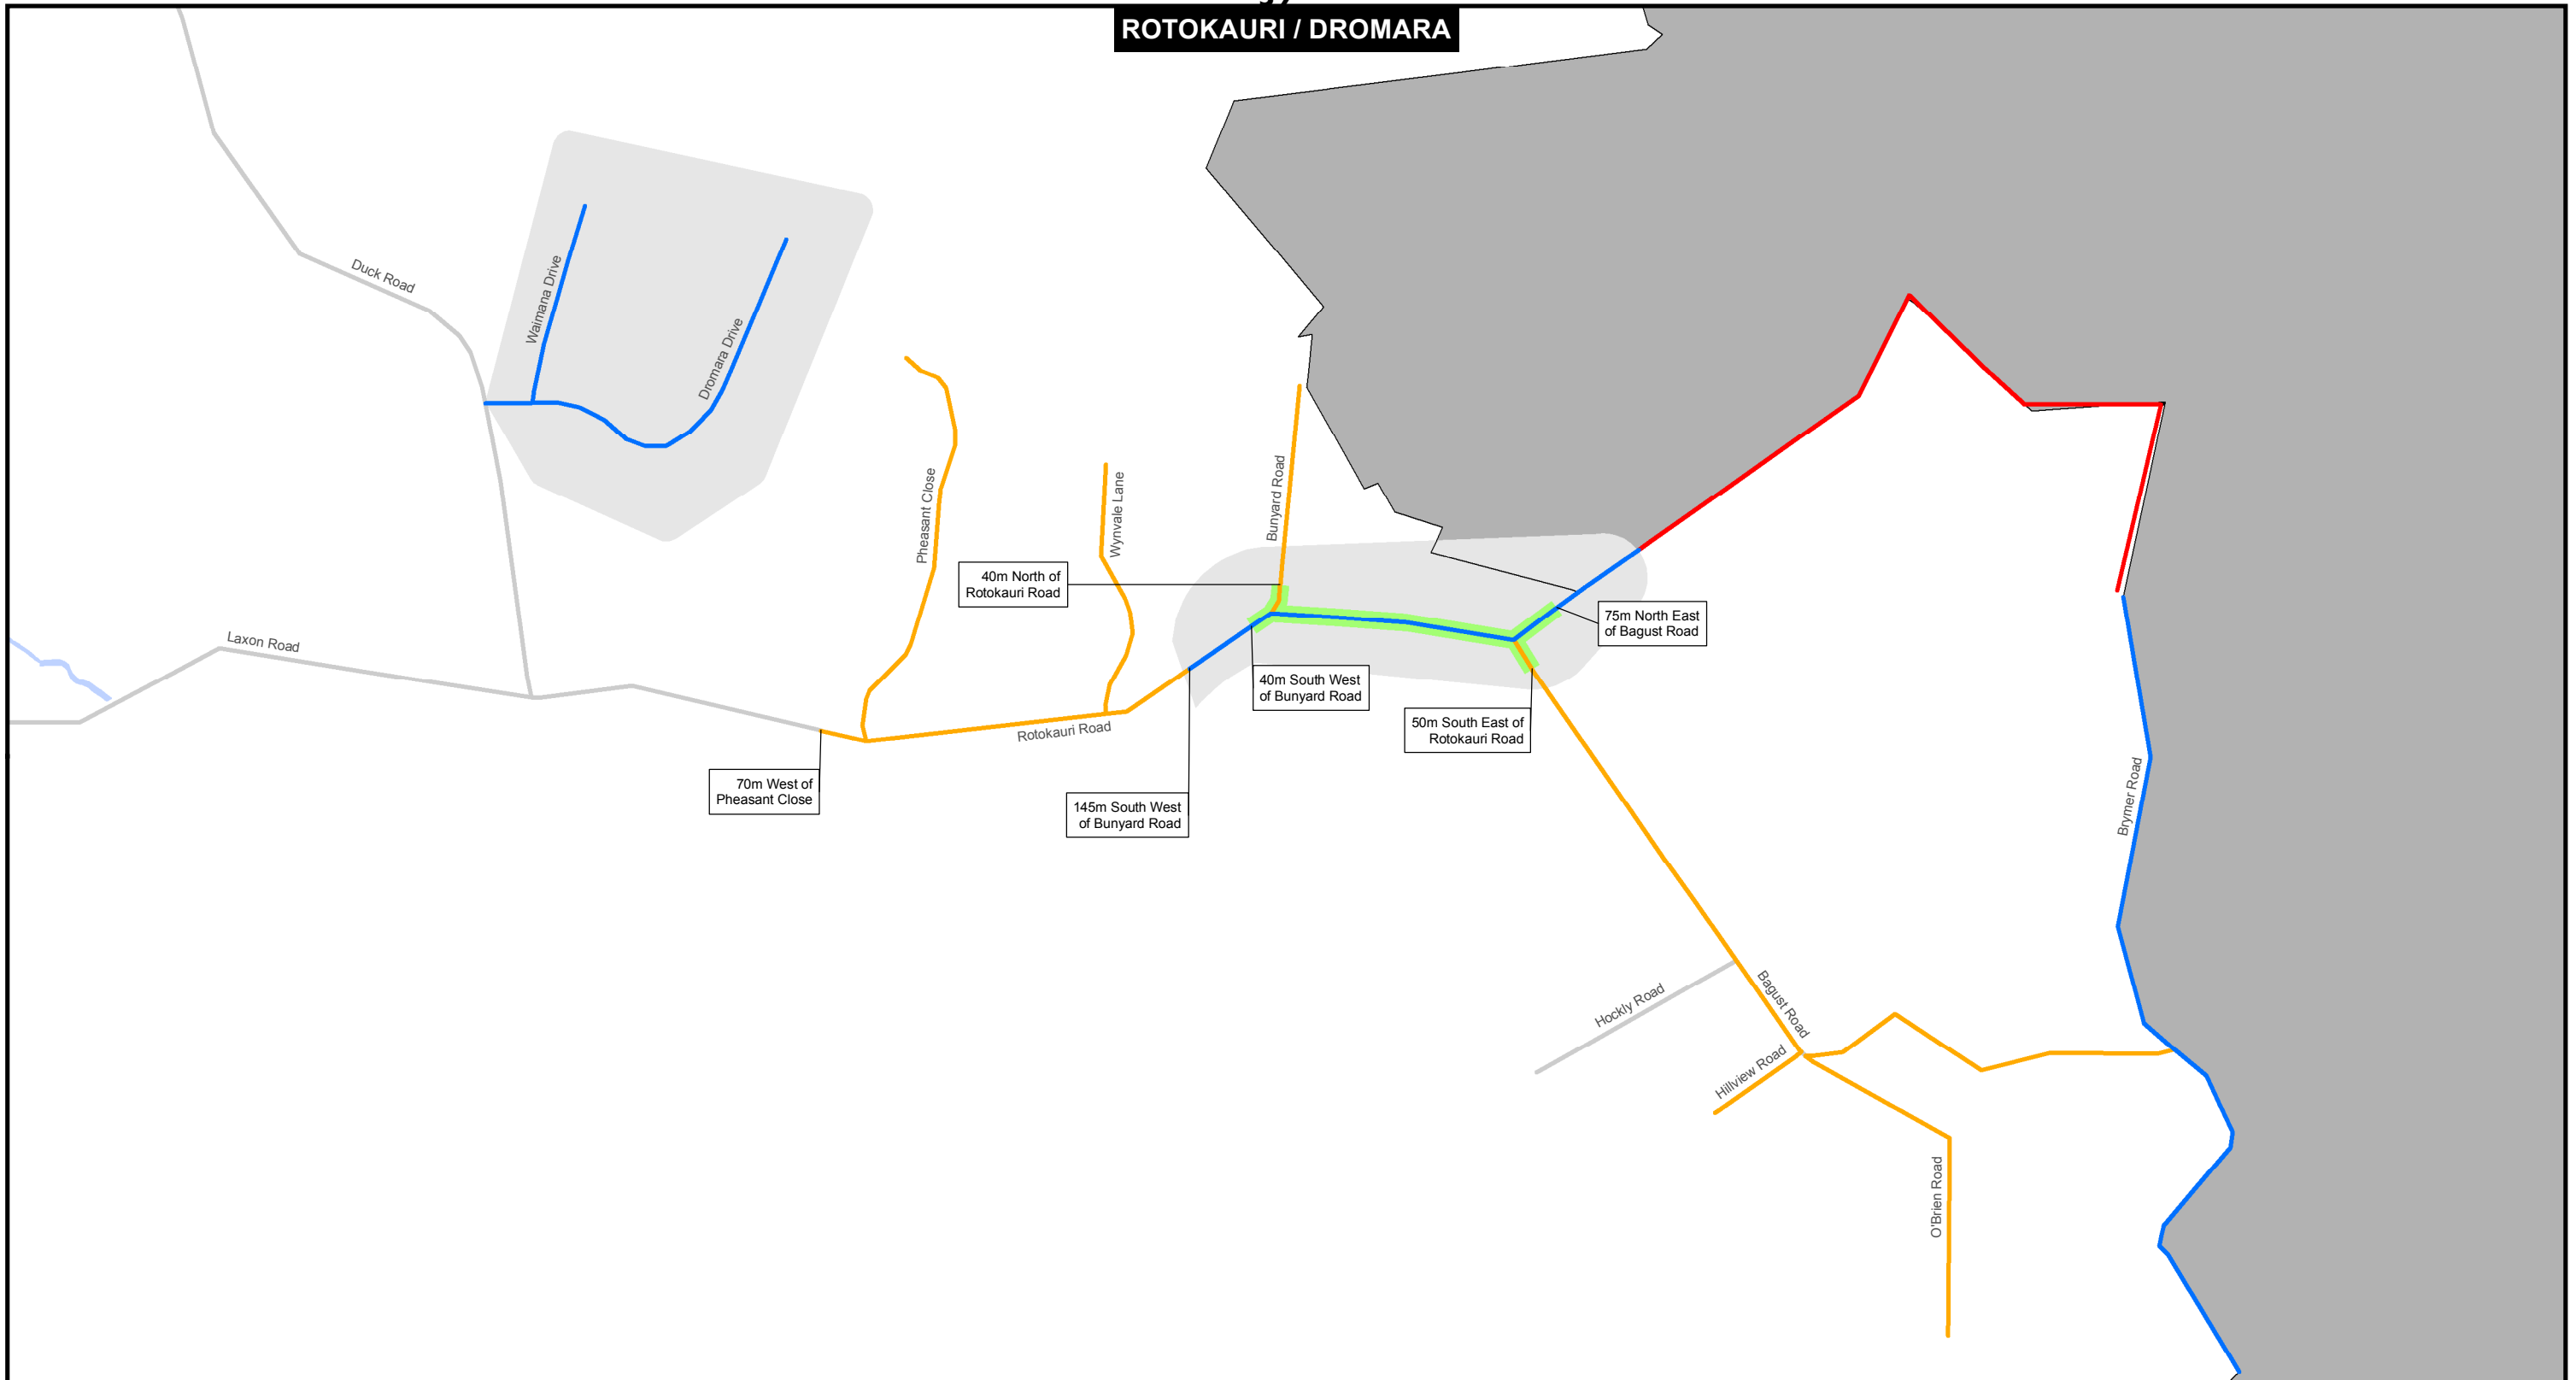 ROTOKAURI / DROMARA
Duck Road
Waimana Drive
Dromara Drive
Pheasant Close
Wynvale Lane
Bunyard Road
40m North of
Rotokauri Road
75m North East
of Bagust Road
Laxon Road
40m South West
of Bunyard Road
50m South East of
Rotokauri Road
Rotokauri Road
70m West of
Pheasant Close
145m South West
of Bunyard Road
Brymer Road
Hockly Road
Bagust Road
Hillview Road
O'Brien Road